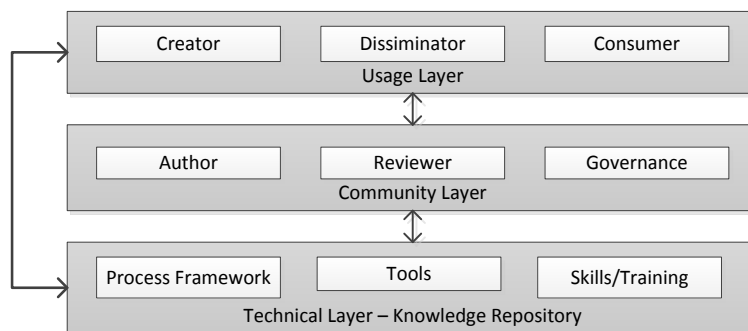 Creator
Dissiminator
Consumer
Usage Layer
Author
Reviewer
Governance
Community Layer
Process Framework
Tools
Skills/Training
Technical Layer – Knowledge Repository